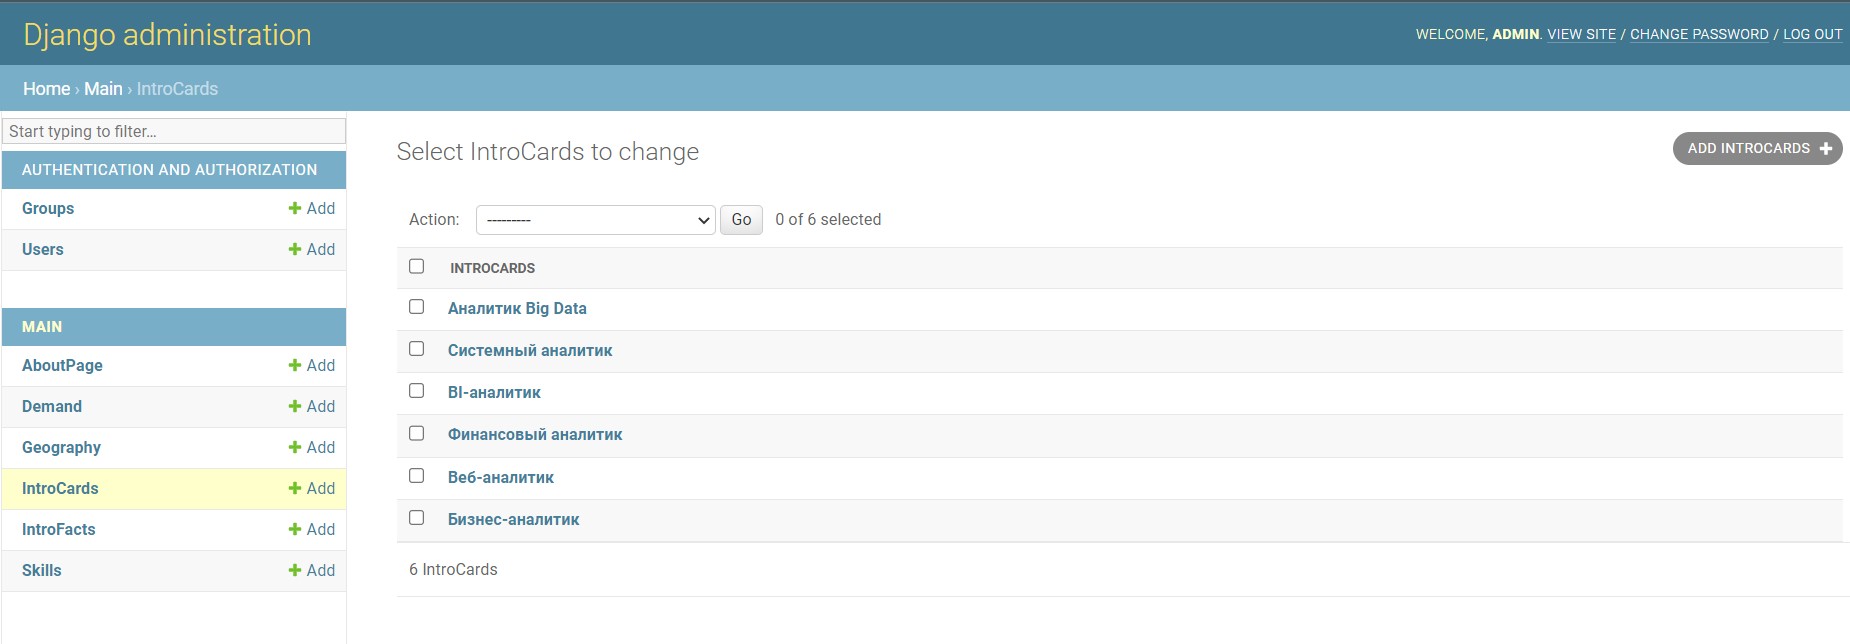 Django administration
WELCOME, ADMIN. VIEW SITE / CHANGE PASSWORD / LOG OUT
Home › Main › IntroCards
Start typing to filter...
AUTHENTICATION AND AUTHORIZATION
Groups + Add
Users + Add
MAIN
AboutPage + Add
Demand + Add
Geography + Add
IntroCards + Add
IntroFacts + Add
Skills + Add
Select IntroCards to change
ADD INTROCARDS +
Action: --------- Go 0 of 6 selected
INTROCARDS
Аналитик Big Data
Системный аналитик
BI-аналитик
Финансовый аналитик
Веб-аналитик
Бизнес-аналитик
6 IntroCards